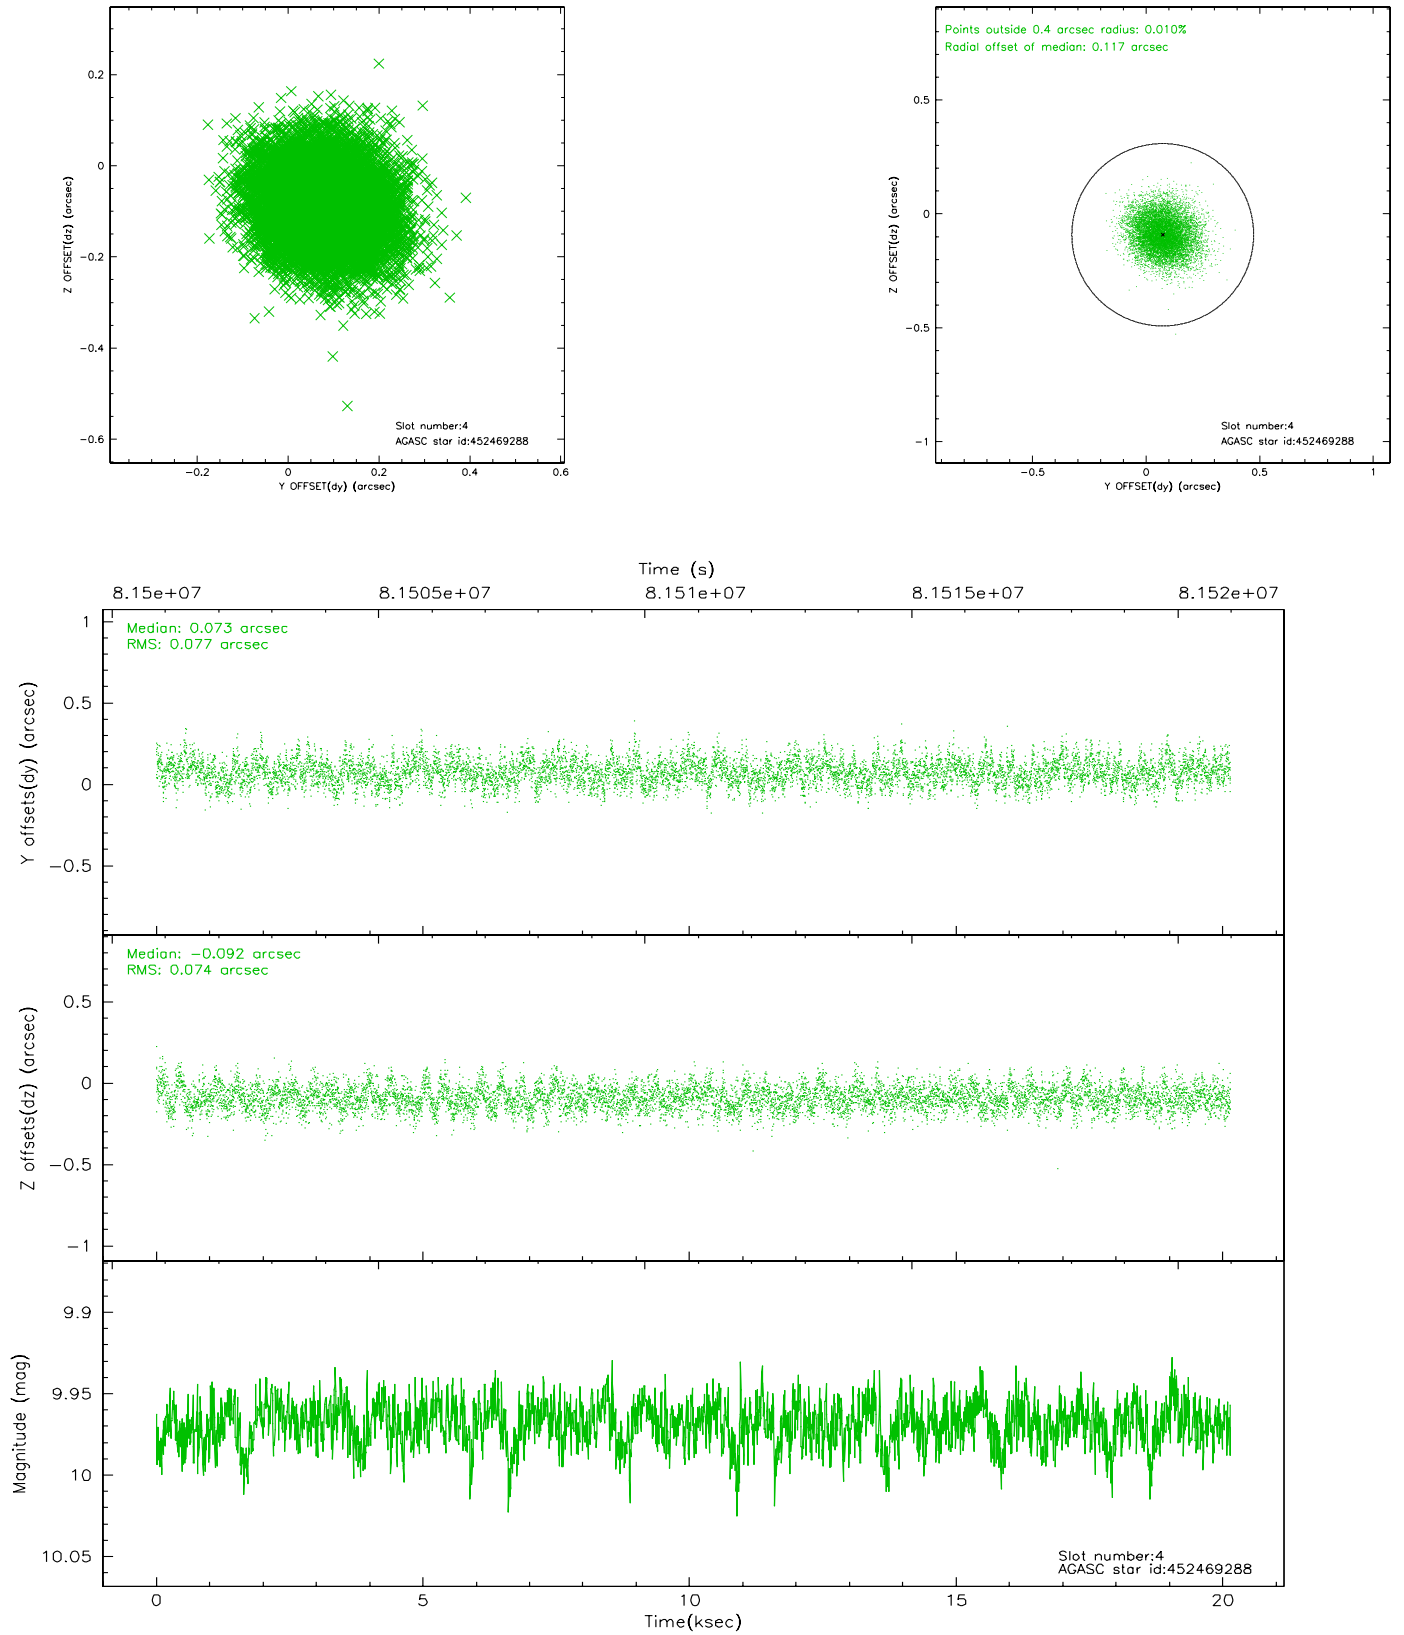 0.2
0
−0.2
−0.4
−0.6
Z OFFSET(dz) (arcsec)
Slot number:4
AGASC star id:452469288
−0.2 0 0.2 0.4 0.6
Y OFFSET(dy) (arcsec)
Points outside 0.4 arcsec radius: 0.010%
Radial offset of median: 0.117 arcsec
0.5
0
−0.5
−1
Z OFFSET(dz) (arcsec)
Slot number:4
AGASC star id:452469288
−0.5 0 0.5 1
Y OFFSET(dy) (arcsec)
Time (s)
8.15e+07 8.1505e+07 8.151e+07 8.1515e+07 8.152e+07
Median: 0.073 arcsec
RMS: 0.077 arcsec
1
0.5
0
−0.5
Y offsets(dy) (arcsec)
Median: −0.092 arcsec
RMS: 0.074 arcsec
0.5
0
−0.5
−1
Z offsets(dz) (arcsec)
9.9
9.95
10
10.05
Magnitude (mag)
Slot number:4
AGASC star id:452469288
0 5 10 15 20
Time(ksec)